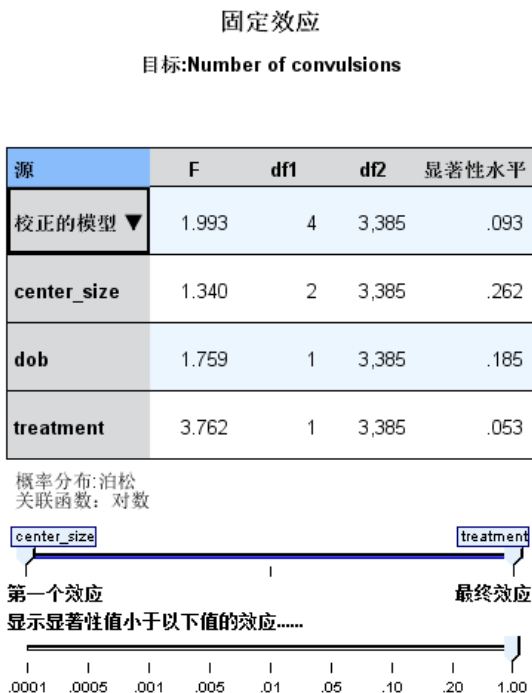 固定效应
目标:Number of convulsions
源 F df1 df2 显著性水平
校正的模型 ▼ 1.993 4 3,385 .093
center_size 1.340 2 3,385 .262
dob 1.759 1 3,385 .185
treatment 3.762 1 3,385 .053
概率分布:泊松
关联函数：对数
center_size treatment
第一个效应 最终效应
显示显著性值小于以下值的效应......
.0001 .0005 .001 .005 .01 .05 .10 .20 1.00